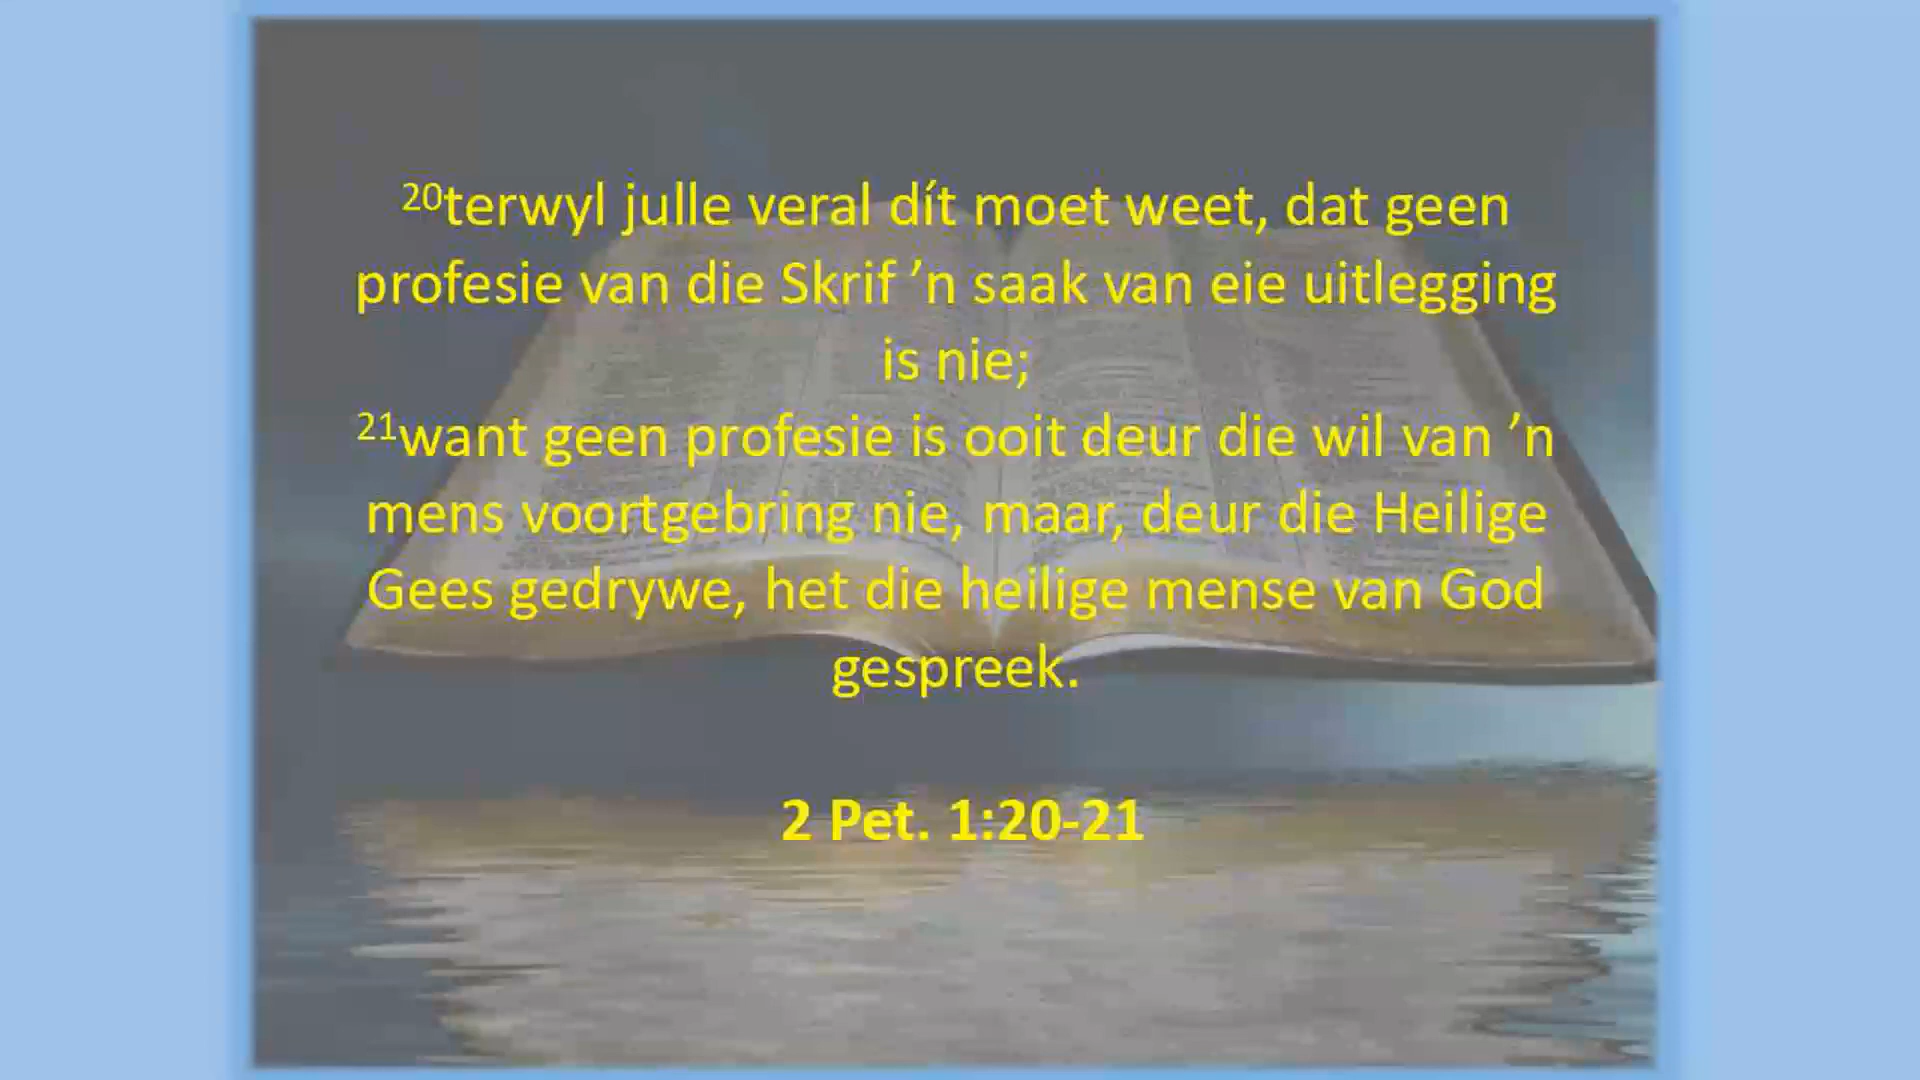 ²⁰terwyl julle veral dít moet weet, dat geen
profesie van die Skrif ’n saak van eie uitlegging
is nie;
²¹want geen profesie is ooit deur die wil van ’n
mens voortgebring nie, maar, deur die Heilige
Gees gedrywe, het die heilige mense van God
gespreek.
2 Pet. 1:20-21